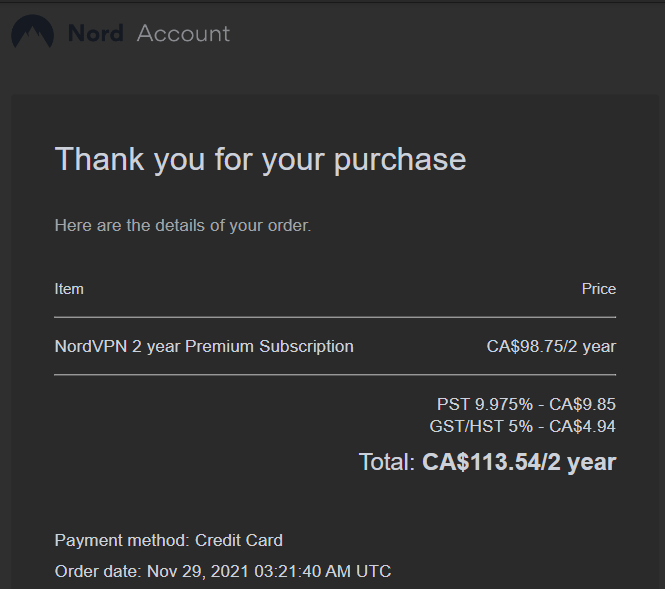 Nord Account
Thank you for your purchase
Here are the details of your order.
Item Price
NordVPN 2 year Premium Subscription CA$98.75/2 year
PST 9.975% - CA$9.85
GST/HST 5% - CA$4.94
Total: CA$113.54/2 year
Payment method: Credit Card
Order date: Nov 29, 2021 03:21:40 AM UTC